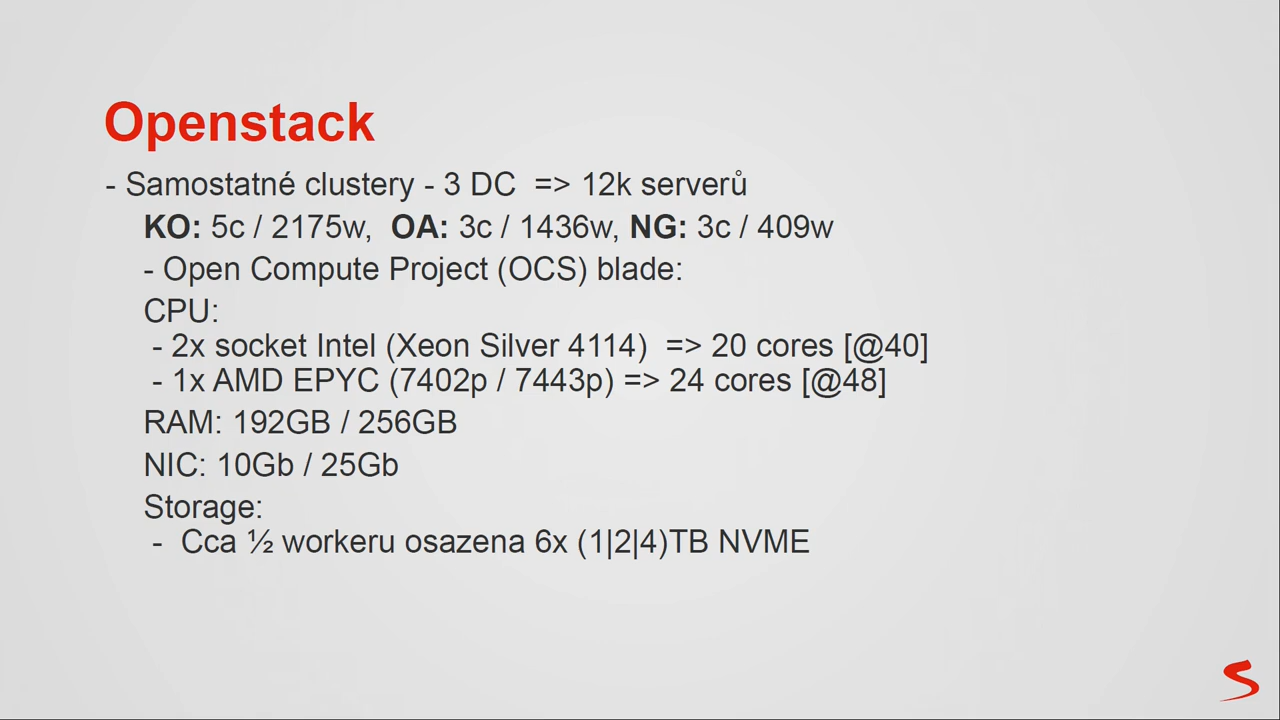 Openstack
- Samostatné clustery - 3 DC => 12k serverů
KO: 5c / 2175w, OA: 3c / 1436w, NG: 3c / 409w
- Open Compute Project (OCS) blade:
CPU:
- 2x socket Intel (Xeon Silver 4114) => 20 cores [@40]
- 1x AMD EPYC (7402p / 7443p) => 24 cores [@48]
RAM: 192GB / 256GB
NIC: 10Gb / 25Gb
Storage:
- Cca ½ workeru osazena 6x (1|2|4)TB NVME